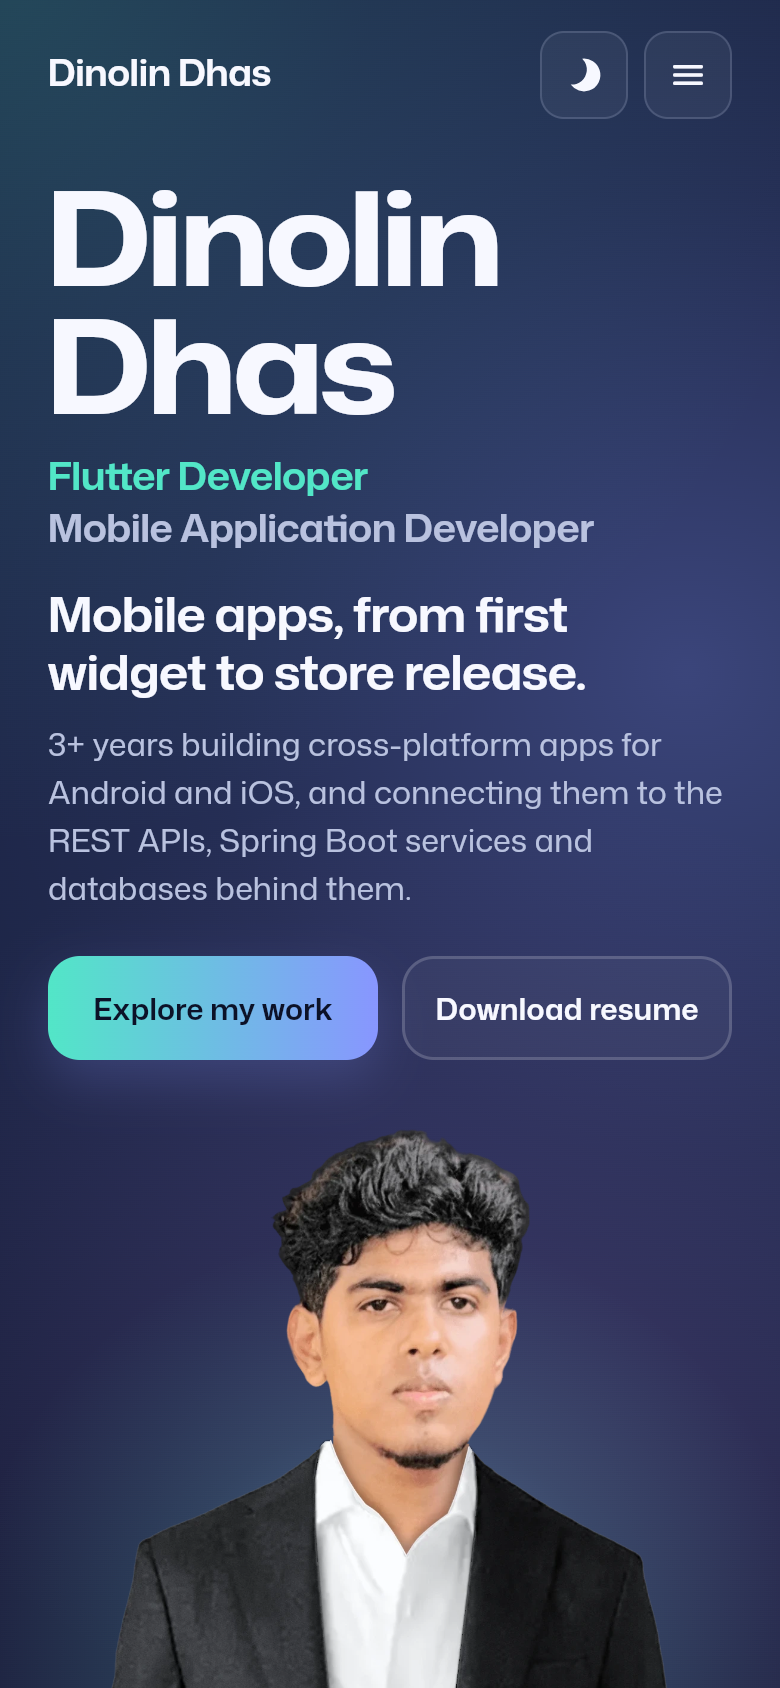 Dinolin Dhas
Dinolin
Dhas
Flutter Developer
Mobile Application Developer
Mobile apps, from first
widget to store release.
3+ years building cross-platform apps for
Android and iOS, and connecting them to the
REST APIs, Spring Boot services and
databases behind them.
Explore my work
Download resume